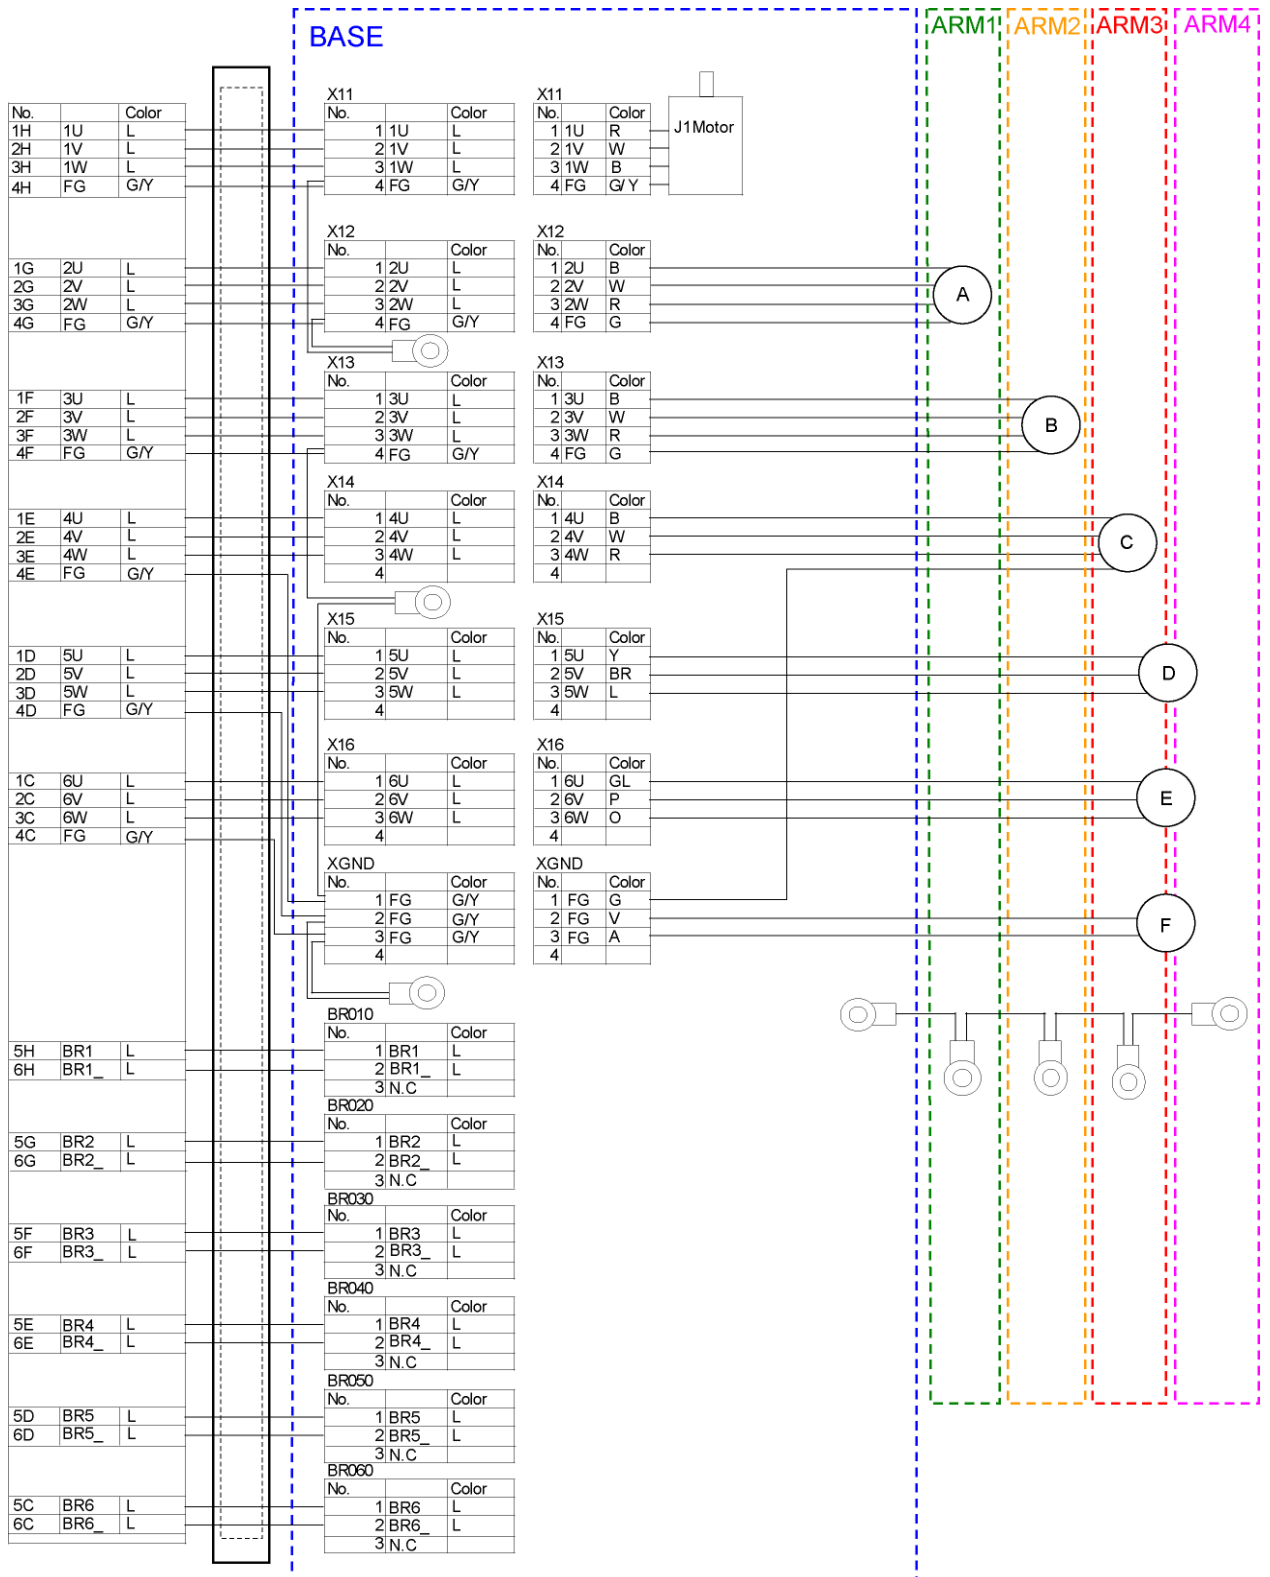 BASE ARM1 ARM2 ARM3 ARM4
X11 X11
No. Color No. Color No. Color
1H 1U L 1 1U L 1 1U R
J1Motor
2H 1V L 2 1V L 2 1V W
3H 1W L 3 1W L 3 1W B
4H FG G/Y 4 FG G/Y 4 FG G/Y
X12 X12
No. Color No. Color
1G 2U L 1 2U L 1 2U B
2G 2V L 2 2V L 2 2V W
A
3G 2W L 3 2W L 3 2W R
4G FG G/Y 4 FG G/Y 4 FG G
X13 X13
No. Color No. Color
1F 3U L 1 3U L 1 3U B
2F 3V L 2 3V L 2 3V W
B
3F 3W L 3 3W L 3 3W R
4F FG G/Y 4 FG G/Y 4 FG G
X14 X14
No. Color No. Color
1E 4U L 1 4U L 1 4U B
2E 4V L 2 4V L 2 4V W
C
3E 4W L 3 4W L 3 4W R
4E FG G/Y 4 4
X15 X15
No. Color No. Color
1D 5U L 1 5U L 1 5U Y
2D 5V L 2 5V L 2 5V BR
D
3D 5W L 3 5W L 3 5W L
4D FG G/Y 4 4
X16 X16
No. Color No. Color
1C 6U L 1 6U L 1 6U GL
2C 6V L 2 6V L 2 6V P
E
3C 6W L 3 6W L 3 6W O
4C FG G/Y 4 4
XGND XGND
No. Color No. Color
1 FG G/Y 1 FG G
2 FG G/Y 2 FG V
F
3 FG G/Y 3 FG A
4 4
BR010
No. Color
5H BR1 L 1 BR1 L
6H BR1_ L 2 BR1_ L
3 N.C
BR020
No. Color
5G BR2 L 1 BR2 L
6G BR2_ L 2 BR2_ L
3 N.C
BR030
No. Color
5F BR3 L 1 BR3 L
6F BR3_ L 2 BR3_ L
3 N.C
BR040
No. Color
5E BR4 L 1 BR4 L
6E BR4_ L 2 BR4_ L
3 N.C
BR050
No. Color
5D BR5 L 1 BR5 L
6D BR5_ L 2 BR5_ L
3 N.C
BR060
No. Color
5C BR6 L 1 BR6 L
6C BR6_ L 2 BR6_ L
3 N.C